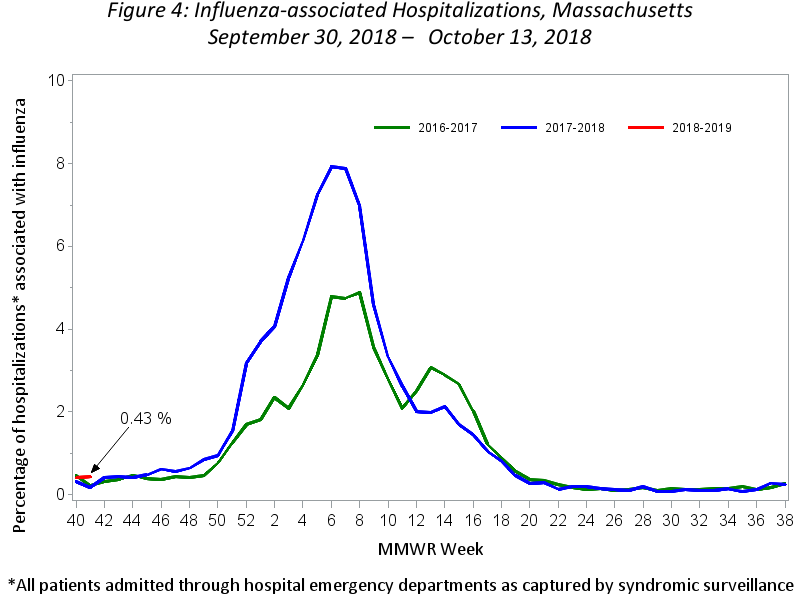 Figure 4: Influenza-associated Hospitalizations, Massachusetts
September 30, 2018 – October 13, 2018
Percentage of hospitalizations* associated with influenza
10
8
6
4
2
0
2016-2017 2017-2018 2018-2019
0.43 %
40 42 44 46 48 50 52 2 4 6 8 10 12 14 16 18 20 22 24 26 28 30 32 34 36 38
MMWR Week
*All patients admitted through hospital emergency departments as captured by syndromic surveillance